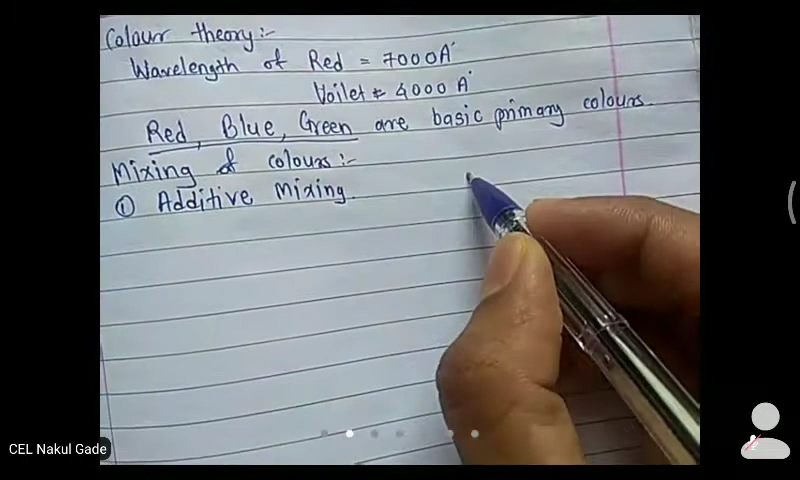 Colour theory:-
Wavelength of Red = 7000A°
Voilet = 4000 A°
Red, Blue, Green are basic primary colours.
Mixing of colours:-
① Additive Mixing.
CEL Nakul Gade